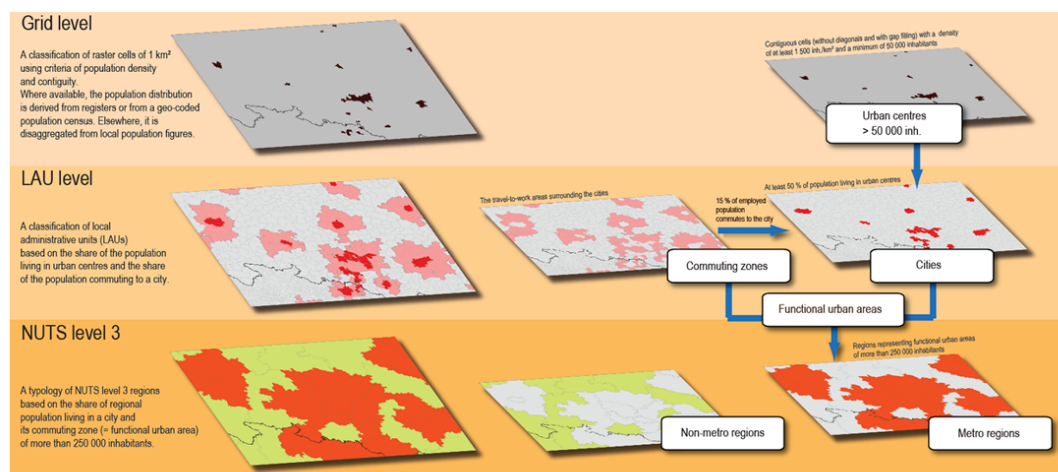 Grid level
A classification of raster cells of 1 km²
using criteria of population density
and contiguity.
Where available, the population distribution
is derived from registers or from a geo-coded
population census. Elsewhere, it is
disaggregated from local population figures.
Contiguous cells (without diagonals and with gap filling) with a density
of at least 1 500 inh./km² and a minimum of 50 000 inhabitants
Urban centres
> 50 000 inh.
LAU level
A classification of local
administrative units (LAUs)
based on the share of the population
living in urban centres and the share
of the population commuting to a city.
The travel-to-work areas surrounding the cities
15 % of employed
population
commutes to the city
At least 50 % of population living in urban centres
Commuting zones
Cities
Functional urban areas
NUTS level 3
A typology of NUTS level 3 regions
based on the share of regional
population living in a city and
its commuting zone (= functional urban area)
of more than 250 000 inhabitants.
Regions representing functional urban areas
of more than 250 000 inhabitants
Non-metro regions
Metro regions